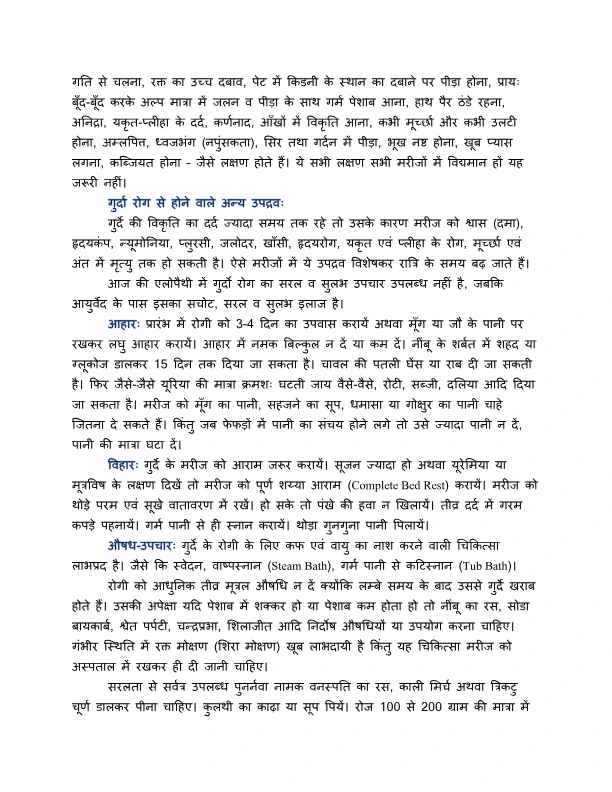 गति से चलना, रक्त का उच्च दबाव, पेट में किडनी के स्थान का दबाने पर पीड़ा होना, प्रायः
बूँद-बूँद करके अल्प मात्रा में जलन व पीड़ा के साथ गर्म पेशाब आना, हाथ पैर ठंडे रहना,
अनिद्रा, यकृत-प्लीहा के दर्द, कर्णनाद, आँखों में विकृति आना, कभी मूर्च्छा और कभी उलटी
होना, अम्लपित्त, ध्वजभंग (नपुंसकता), सिर तथा गर्दन में पीड़ा, भूख नष्ट होना, खूब प्यास
लगना, कब्जियत होना - जैसे लक्षण होते हैं। ये सभी लक्षण सभी मरीजों में विद्यमान हों यह
जरूरी नहीं।
गुर्दा रोग से होने वाले अन्य उपद्रवः
गुर्दे की विकृति का दर्द ज्यादा समय तक रहे तो उसके कारण मरीज को श्वास (दमा),
हृदयकंप, न्यूमोनिया, प्लुरसी, जलोदर, खाँसी, हृदयरोग, यकृत एवं प्लीहा के रोग, मूर्च्छा एवं
अंत में मृत्यु तक हो सकती है। ऐसे मरीजों में ये उपद्रव विशेषकर रात्रि के समय बढ़ जाते हैं।
आज की एलोपैथी में गुर्दो रोग का सरल व सुलभ उपचार उपलब्ध नहीं है, जबकि
आयुर्वेद के पास इसका सचोट, सरल व सुलभ इलाज है।
आहारः प्रारंभ में रोगी को 3-4 दिन का उपवास करायें अथवा मूँग या जौ के पानी पर
रखकर लघु आहार करायें। आहार में नमक बिल्कुल न दें या कम दें। नींबू के शर्बत में शहद या
ग्लूकोज डालकर 15 दिन तक दिया जा सकता है। चावल की पतली घेंस या राब दी जा सकती
है। फिर जैसे-जैसे यूरिया की मात्रा क्रमशः घटती जाय वैसे-वैसे, रोटी, सब्जी, दलिया आदि दिया
जा सकता है। मरीज को मूँग का पानी, सहजने का सूप, धमासा या गोक्षुर का पानी चाहे
जितना दे सकते हैं। किंतु जब फेफड़ों में पानी का संचय होने लगे तो उसे ज्यादा पानी न दें,
पानी की मात्रा घटा दें।
विहारः गुर्दे के मरीज को आराम जरूर करायें। सूजन ज्यादा हो अथवा यूरेमिया या
मूत्रविष के लक्षण दिखें तो मरीज को पूर्ण शय्या आराम (Complete Bed Rest) करायें। मरीज को
थोड़े परम एवं सूखे वातावरण में रखें। हो सके तो पंखे की हवा न खिलायें। तीव्र दर्द में गरम
कपड़े पहनायें। गर्म पानी से ही स्नान करायें। थोड़ा गुनगुना पानी पिलायें।
औषध-उपचारः गुर्दे के रोगी के लिए कफ एवं वायु का नाश करने वाली चिकित्सा
लाभप्रद है। जैसे कि स्वेदन, वाष्पस्नान (Steam Bath), गर्म पानी से कटिस्नान (Tub Bath)।
रोगी को आधुनिक तीव्र मूत्रल औषधि न दें क्योंकि लम्बे समय के बाद उससे गुर्दे खराब
होते हैं। उसकी अपेक्षा यदि पेशाब में शक्कर हो या पेशाब कम होता हो तो नींबू का रस, सोडा
बायकार्ब, श्वेत पर्पटी, चन्द्रप्रभा, शिलाजीत आदि निर्दोष औषधियों या उपयोग करना चाहिए।
गंभीर स्थिति में रक्त मोक्षण (शिरा मोक्षण) खूब लाभदायी है किंतु यह चिकित्सा मरीज को
अस्पताल में रखकर ही दी जानी चाहिए।
सरलता से सर्वत्र उपलब्ध पुनर्नवा नामक वनस्पति का रस, काली मिर्च अथवा त्रिकटु
चूर्ण डालकर पीना चाहिए। कुलथी का काढ़ा या सूप पियें। रोज 100 से 200 ग्राम की मात्रा में